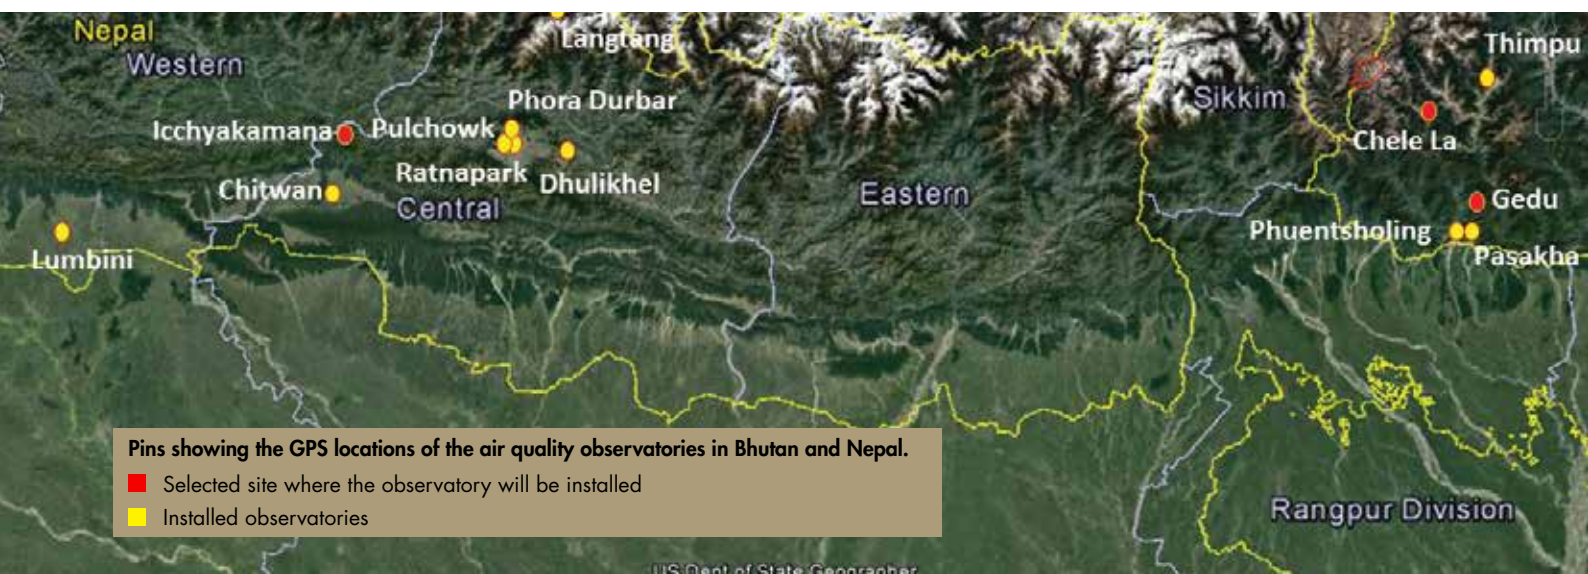 Nepal
Western
Langtang
Thimpu
Sikkim
Phora Durbar
Icchyakamana
Pulchowk
Chele La
Ratnapark
Dhulikhel
Chitwan
Central
Eastern
Gedu
Phuentsholing
Lumbini
Pasakha
Pins showing the GPS locations of the air quality observatories in Bhutan and Nepal.
Selected site where the observatory will be installed
Installed observatories
Rangpur Division
US Dept of State Geographer